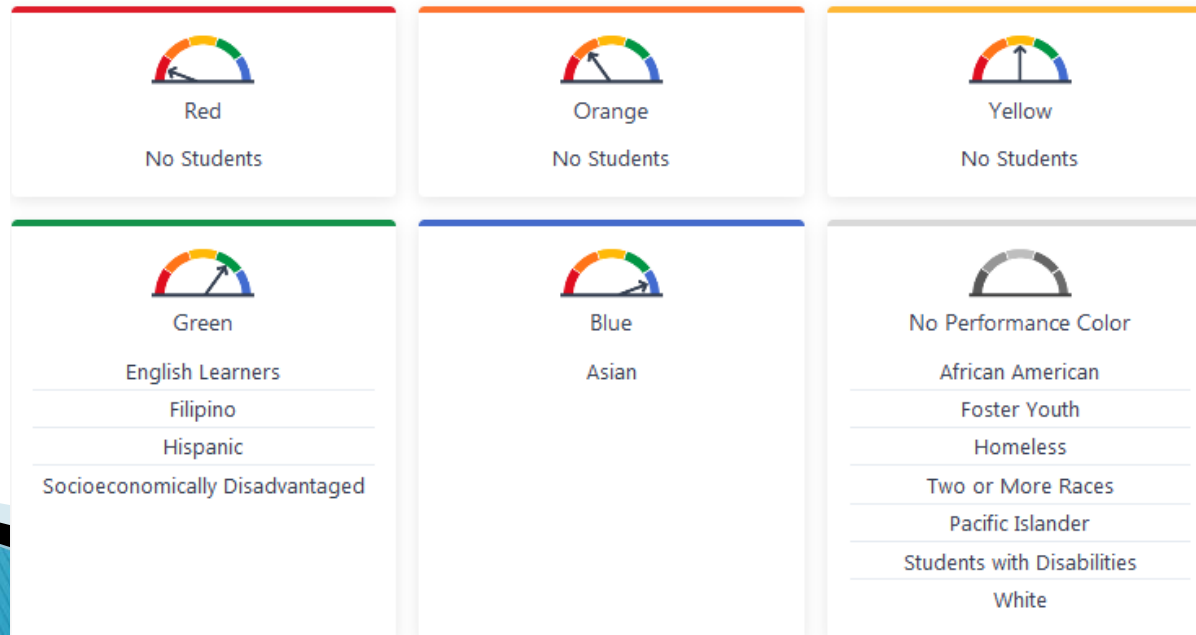 Red
No Students
Orange
No Students
Yellow
No Students
Green
English Learners
Filipino
Hispanic
Socioeconomically Disadvantaged
Blue
Asian
No Performance Color
African American
Foster Youth
Homeless
Two or More Races
Pacific Islander
Students with Disabilities
White